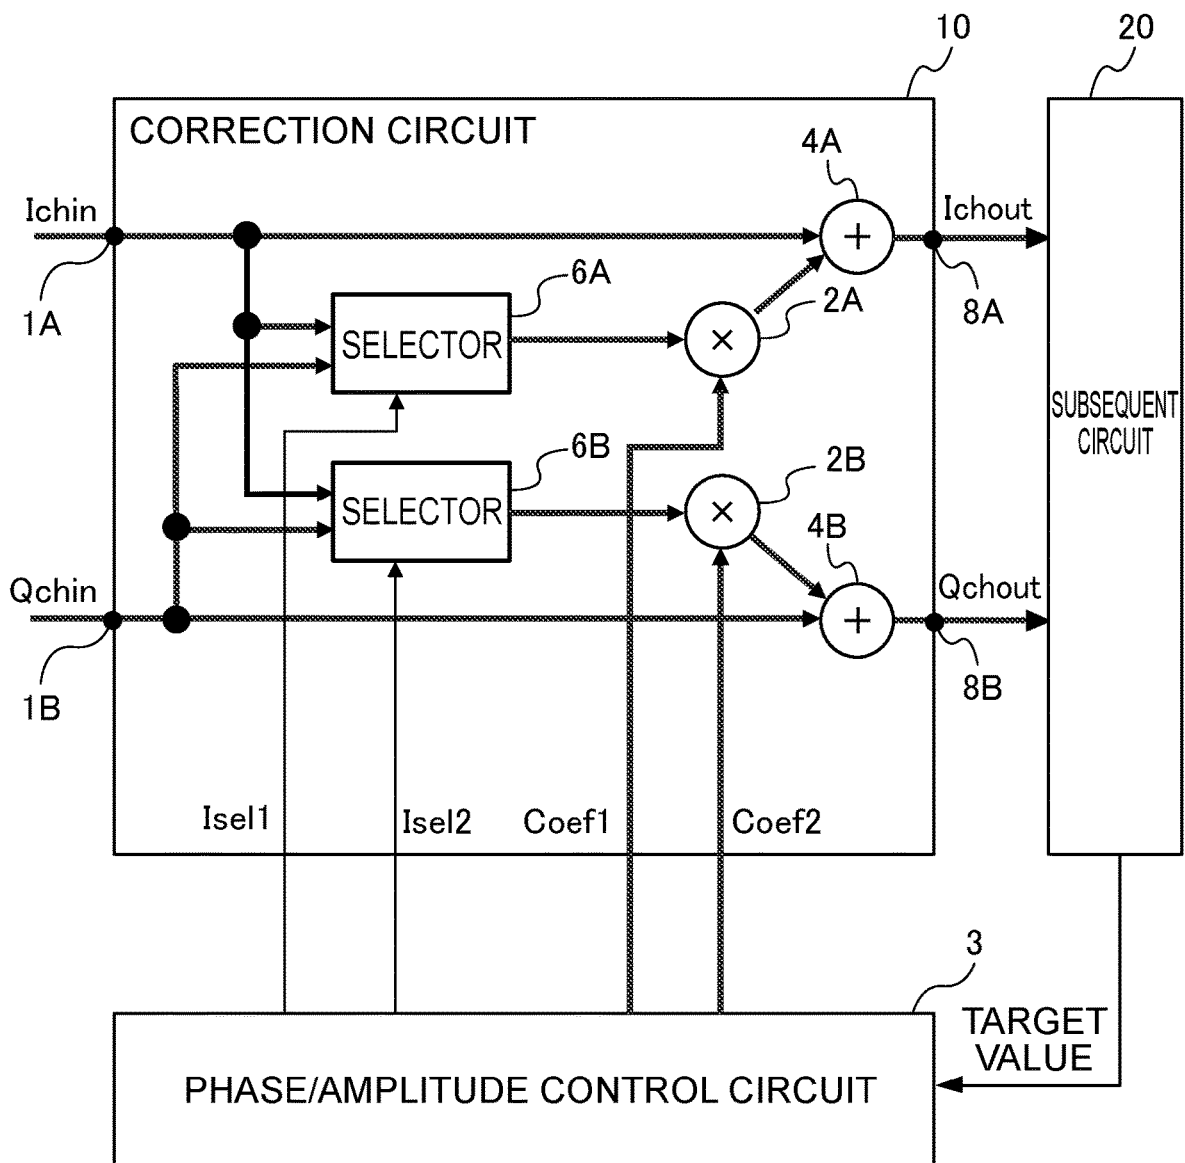 10
20
CORRECTION CIRCUIT
4A
Ichin
Ichout
6A
1A
2A
8A
×
+
SELECTOR
SUBSEQUENT
CIRCUIT
6B
2B
SELECTOR
×
4B
Qchin
Qchout
+
1B
8B
Isel1
Isel2
Coef1
Coef2
3
TARGET
VALUE
PHASE/AMPLITUDE CONTROL CIRCUIT